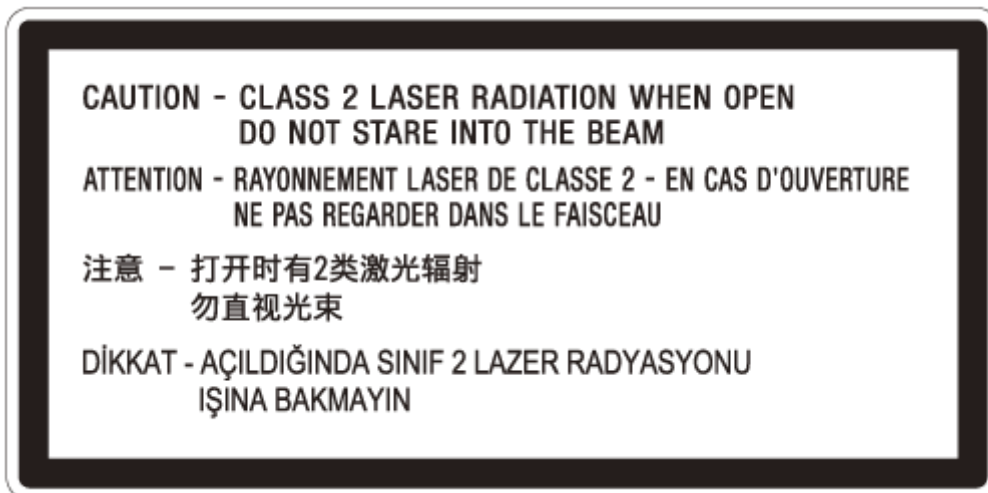 CAUTION - CLASS 2 LASER RADIATION WHEN OPEN
DO NOT STARE INTO THE BEAM
ATTENTION - RAYONNEMENT LASER DE CLASSE 2 - EN CAS D'OUVERTURE
NE PAS REGARDER DANS LE FAISCEAU
注意 - 打开时有2类激光辐射
勿直视光束
DİKKAT - AÇILDIĞINDA SINIF 2 LAZER RADYASYONU
IŞINA BAKMAYIN